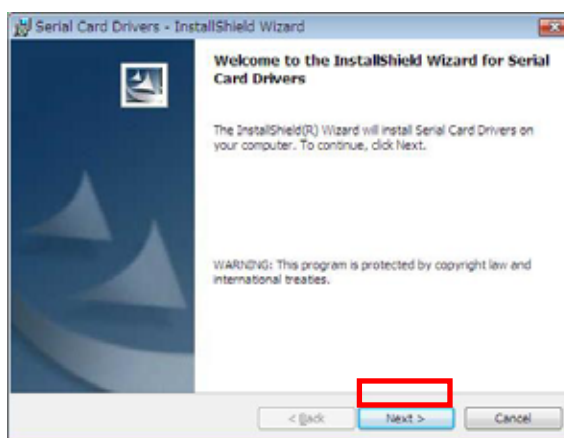 Serial Card Drivers - InstallShield Wizard
Welcome to the InstallShield Wizard for Serial
Card Drivers
The InstallShield(R) Wizard will install Serial Card Drivers on
your computer. To continue, click Next.
WARNING: This program is protected by copyright law and
international treaties.
< Back
Next >
Cancel